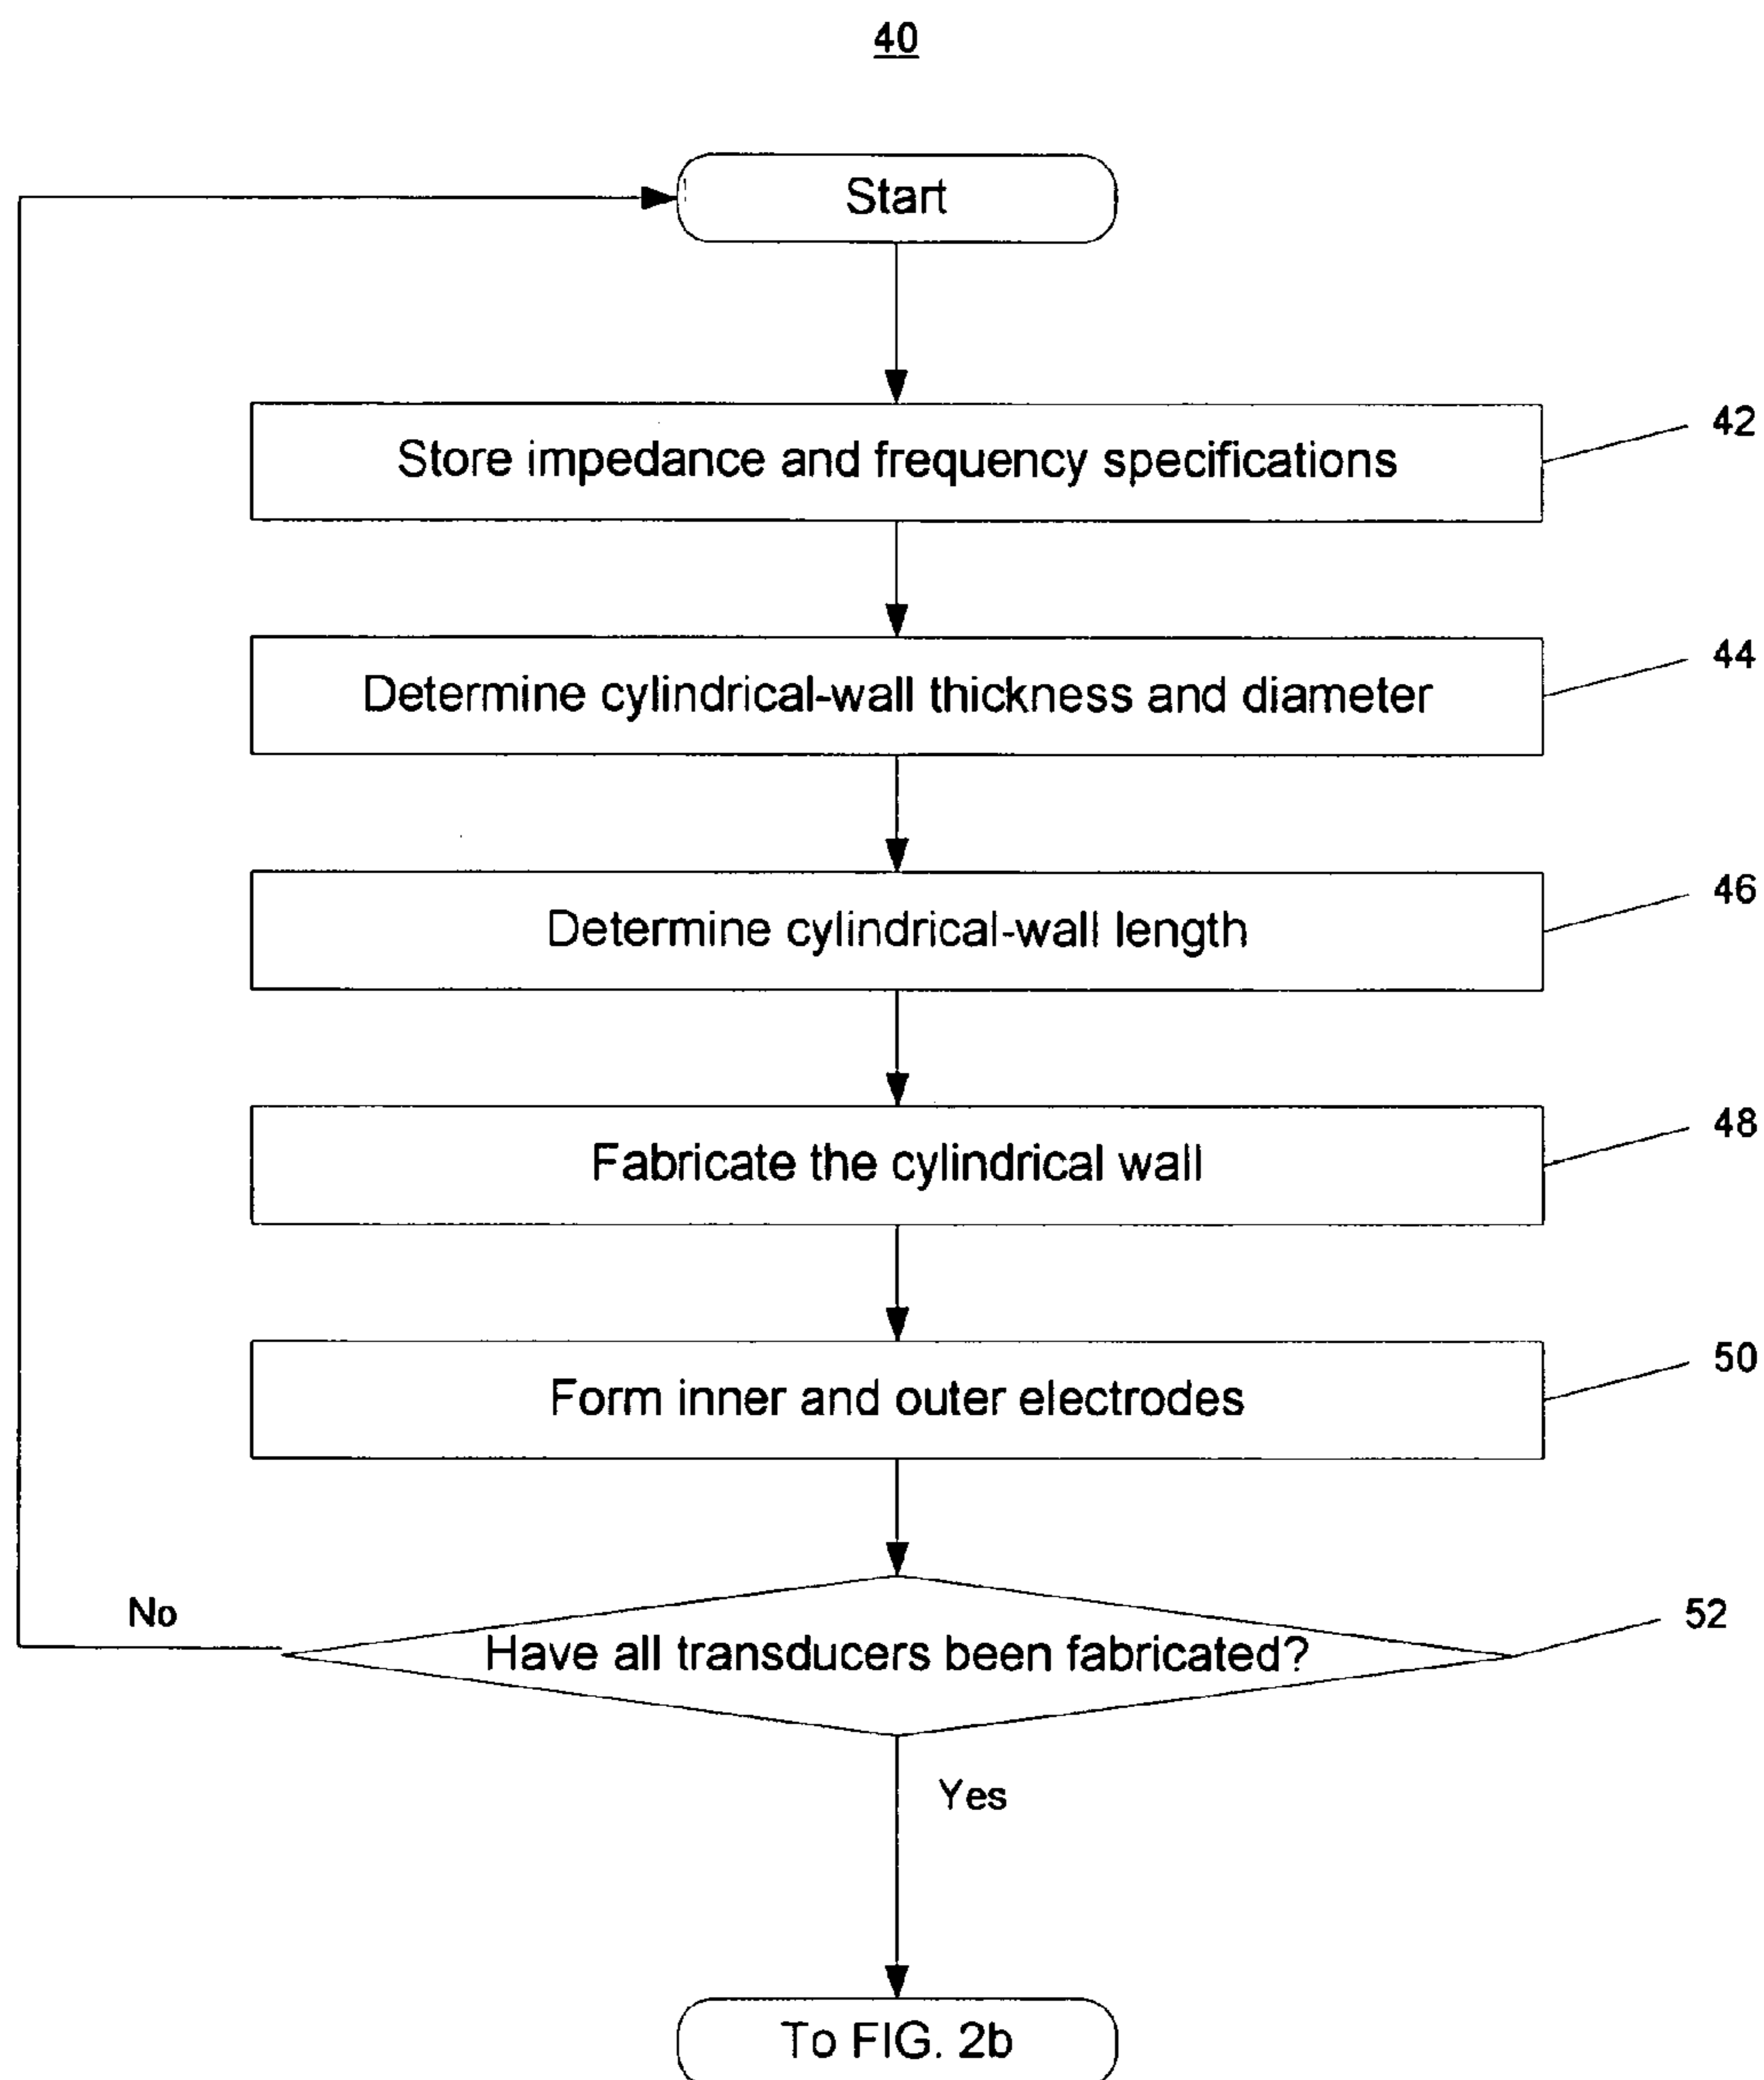 40
Start
Store impedance and frequency specifications
42
Determine cylindrical-wall thickness and diameter
44
Determine cylindrical-wall length
46
Fabricate the cylindrical wall
48
Form inner and outer electrodes
50
No
Have all transducers been fabricated?
52
Yes
To FIG. 2b